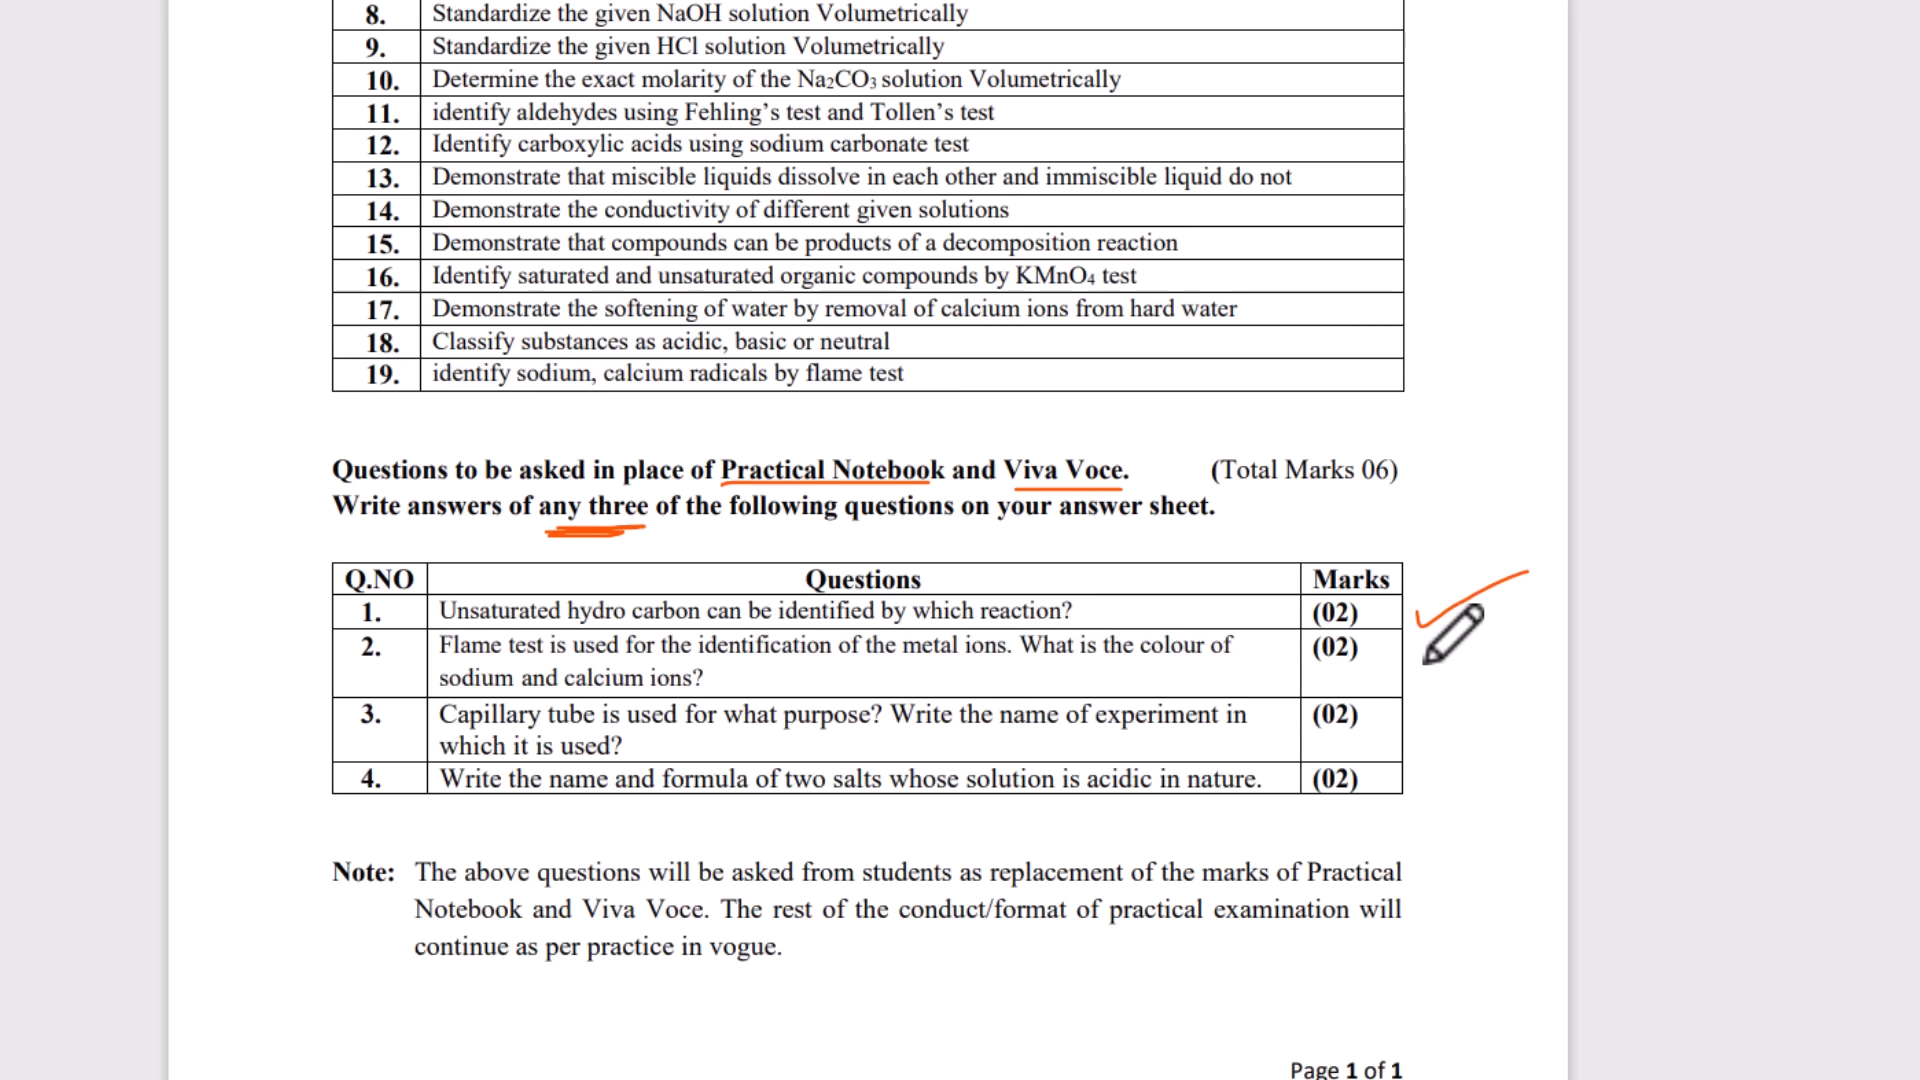 8. Standardize the given NaOH solution Volumetrically
9. Standardize the given HCl solution Volumetrically
10. Determine the exact molarity of the Na₂CO₃ solution Volumetrically
11. identify aldehydes using Fehling’s test and Tollen’s test
12. Identify carboxylic acids using sodium carbonate test
13. Demonstrate that miscible liquids dissolve in each other and immiscible liquid do not
14. Demonstrate the conductivity of different given solutions
15. Demonstrate that compounds can be products of a decomposition reaction
16. Identify saturated and unsaturated organic compounds by KMnO₄ test
17. Demonstrate the softening of water by removal of calcium ions from hard water
18. Classify substances as acidic, basic or neutral
19. identify sodium, calcium radicals by flame test
Questions to be asked in place of Practical Notebook and Viva Voce. (Total Marks 06)
Write answers of any three of the following questions on your answer sheet.
Q.NO Questions Marks
1. Unsaturated hydro carbon can be identified by which reaction? (02)
2. Flame test is used for the identification of the metal ions. What is the colour of (02)
sodium and calcium ions?
3. Capillary tube is used for what purpose? Write the name of experiment in (02)
which it is used?
4. Write the name and formula of two salts whose solution is acidic in nature. (02)
Note: The above questions will be asked from students as replacement of the marks of Practical
Notebook and Viva Voce. The rest of the conduct/format of practical examination will
continue as per practice in vogue.
Page 1 of 1